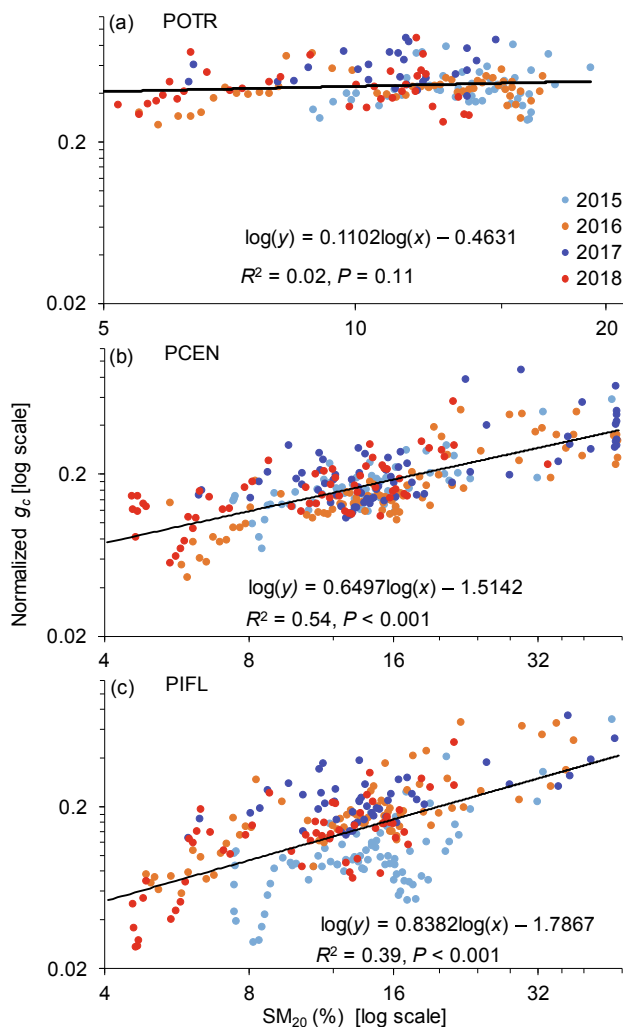 (a) POTR
0.2
2015
2016
log(y) = 0.1102log(x) − 0.4631
2017
R² = 0.02, P = 0.11
2018
0.02
5 10 20
(b) PCEN
Normalized gc [log scale]
0.2
log(y) = 0.6497log(x) − 1.5142
R² = 0.54, P < 0.001
0.02
4 8 16 32
(c) PIFL
0.2
log(y) = 0.8382log(x) − 1.7867
R² = 0.39, P < 0.001
0.02
4 8 16 32
SM₂₀ (%) [log scale]